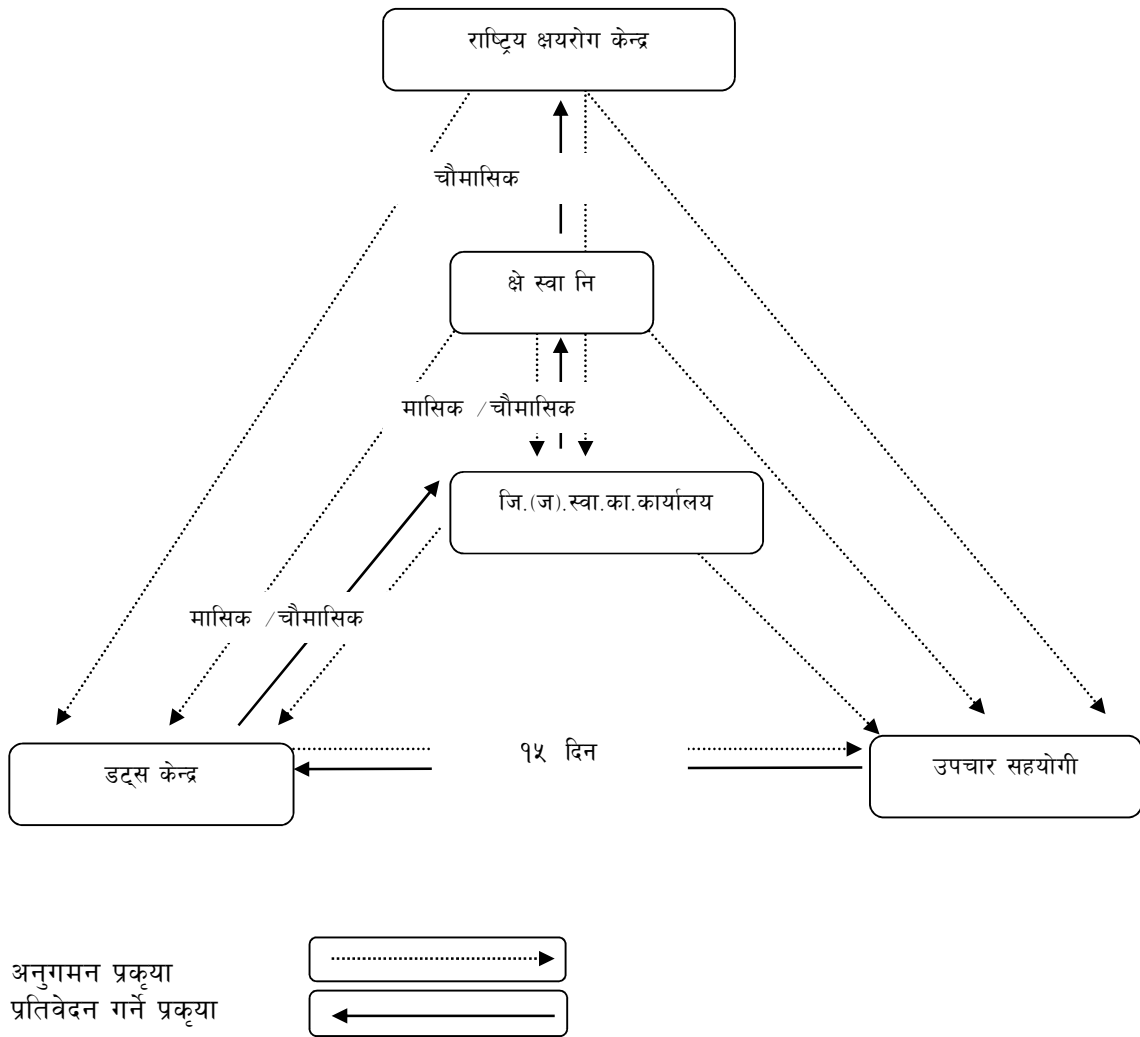 राष्ट्रिय क्षयरोग केन्द्र
चौमासिक
क्षे स्वा नि
मासिक /चौमासिक
जि.(ज).स्वा.का.कार्यालय
मासिक /चौमासिक
डट्स केन्द्र
१५ दिन
उपचार सहयोगी
अनुगमन प्रकृया
प्रतिवेदन गर्ने प्रकृया